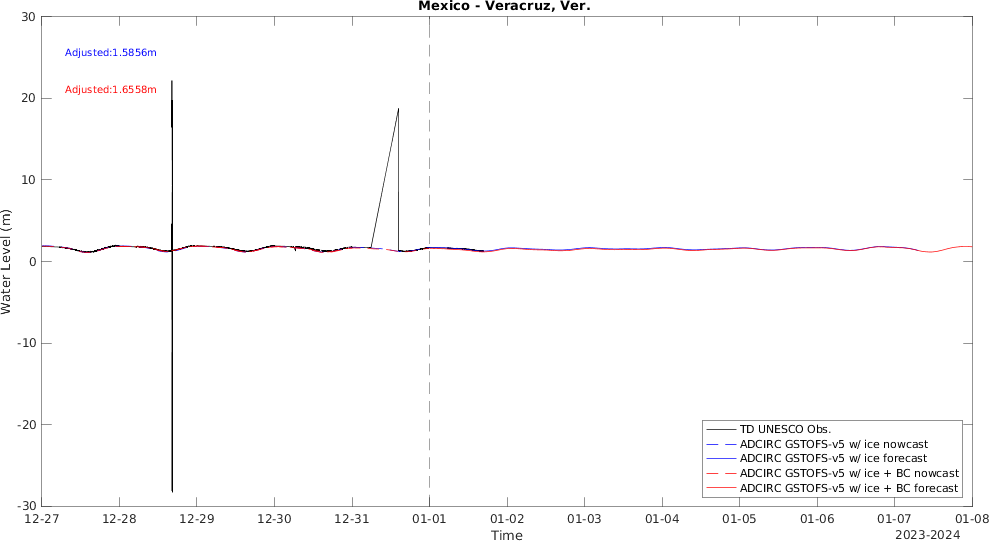 Mexico - Veracruz, Ver.
30
20
10
0
-10
-20
-30
Water Level (m)
Adjusted:1.5856m
Adjusted:1.6558m
TD UNESCO Obs.
ADCIRC GSTOFS-v5 w/ ice nowcast
ADCIRC GSTOFS-v5 w/ ice forecast
ADCIRC GSTOFS-v5 w/ ice + BC nowcast
ADCIRC GSTOFS-v5 w/ ice + BC forecast
12-27 12-28 12-29 12-30 12-31 01-01 01-02 01-03 01-04 01-05 01-06 01-07 01-08
Time
2023-2024